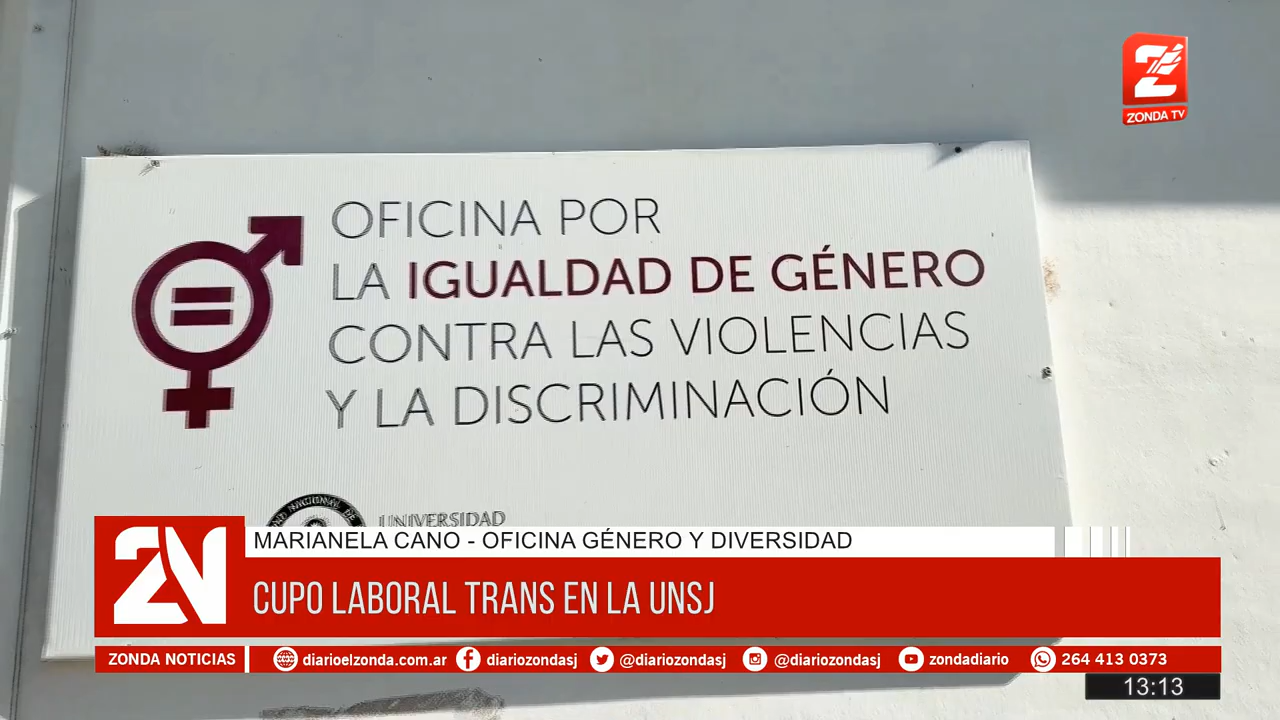 ZONDA TV
OFICINA POR
LA IGUALDAD DE GÉNERO
CONTRA LAS VIOLENCIAS
Y LA DISCRIMINACIÓN
UNIVERSIDAD
ZN
MARIANELA CANO - OFICINA GÉNERO Y DIVERSIDAD
CUPO LABORAL TRANS EN LA UNSJ
ZONDA NOTICIAS
diarioelzonda.com.ar
diariozondasj
@diariozondasj
@diariozondasj
zondadiario
264 413 0373
13:13